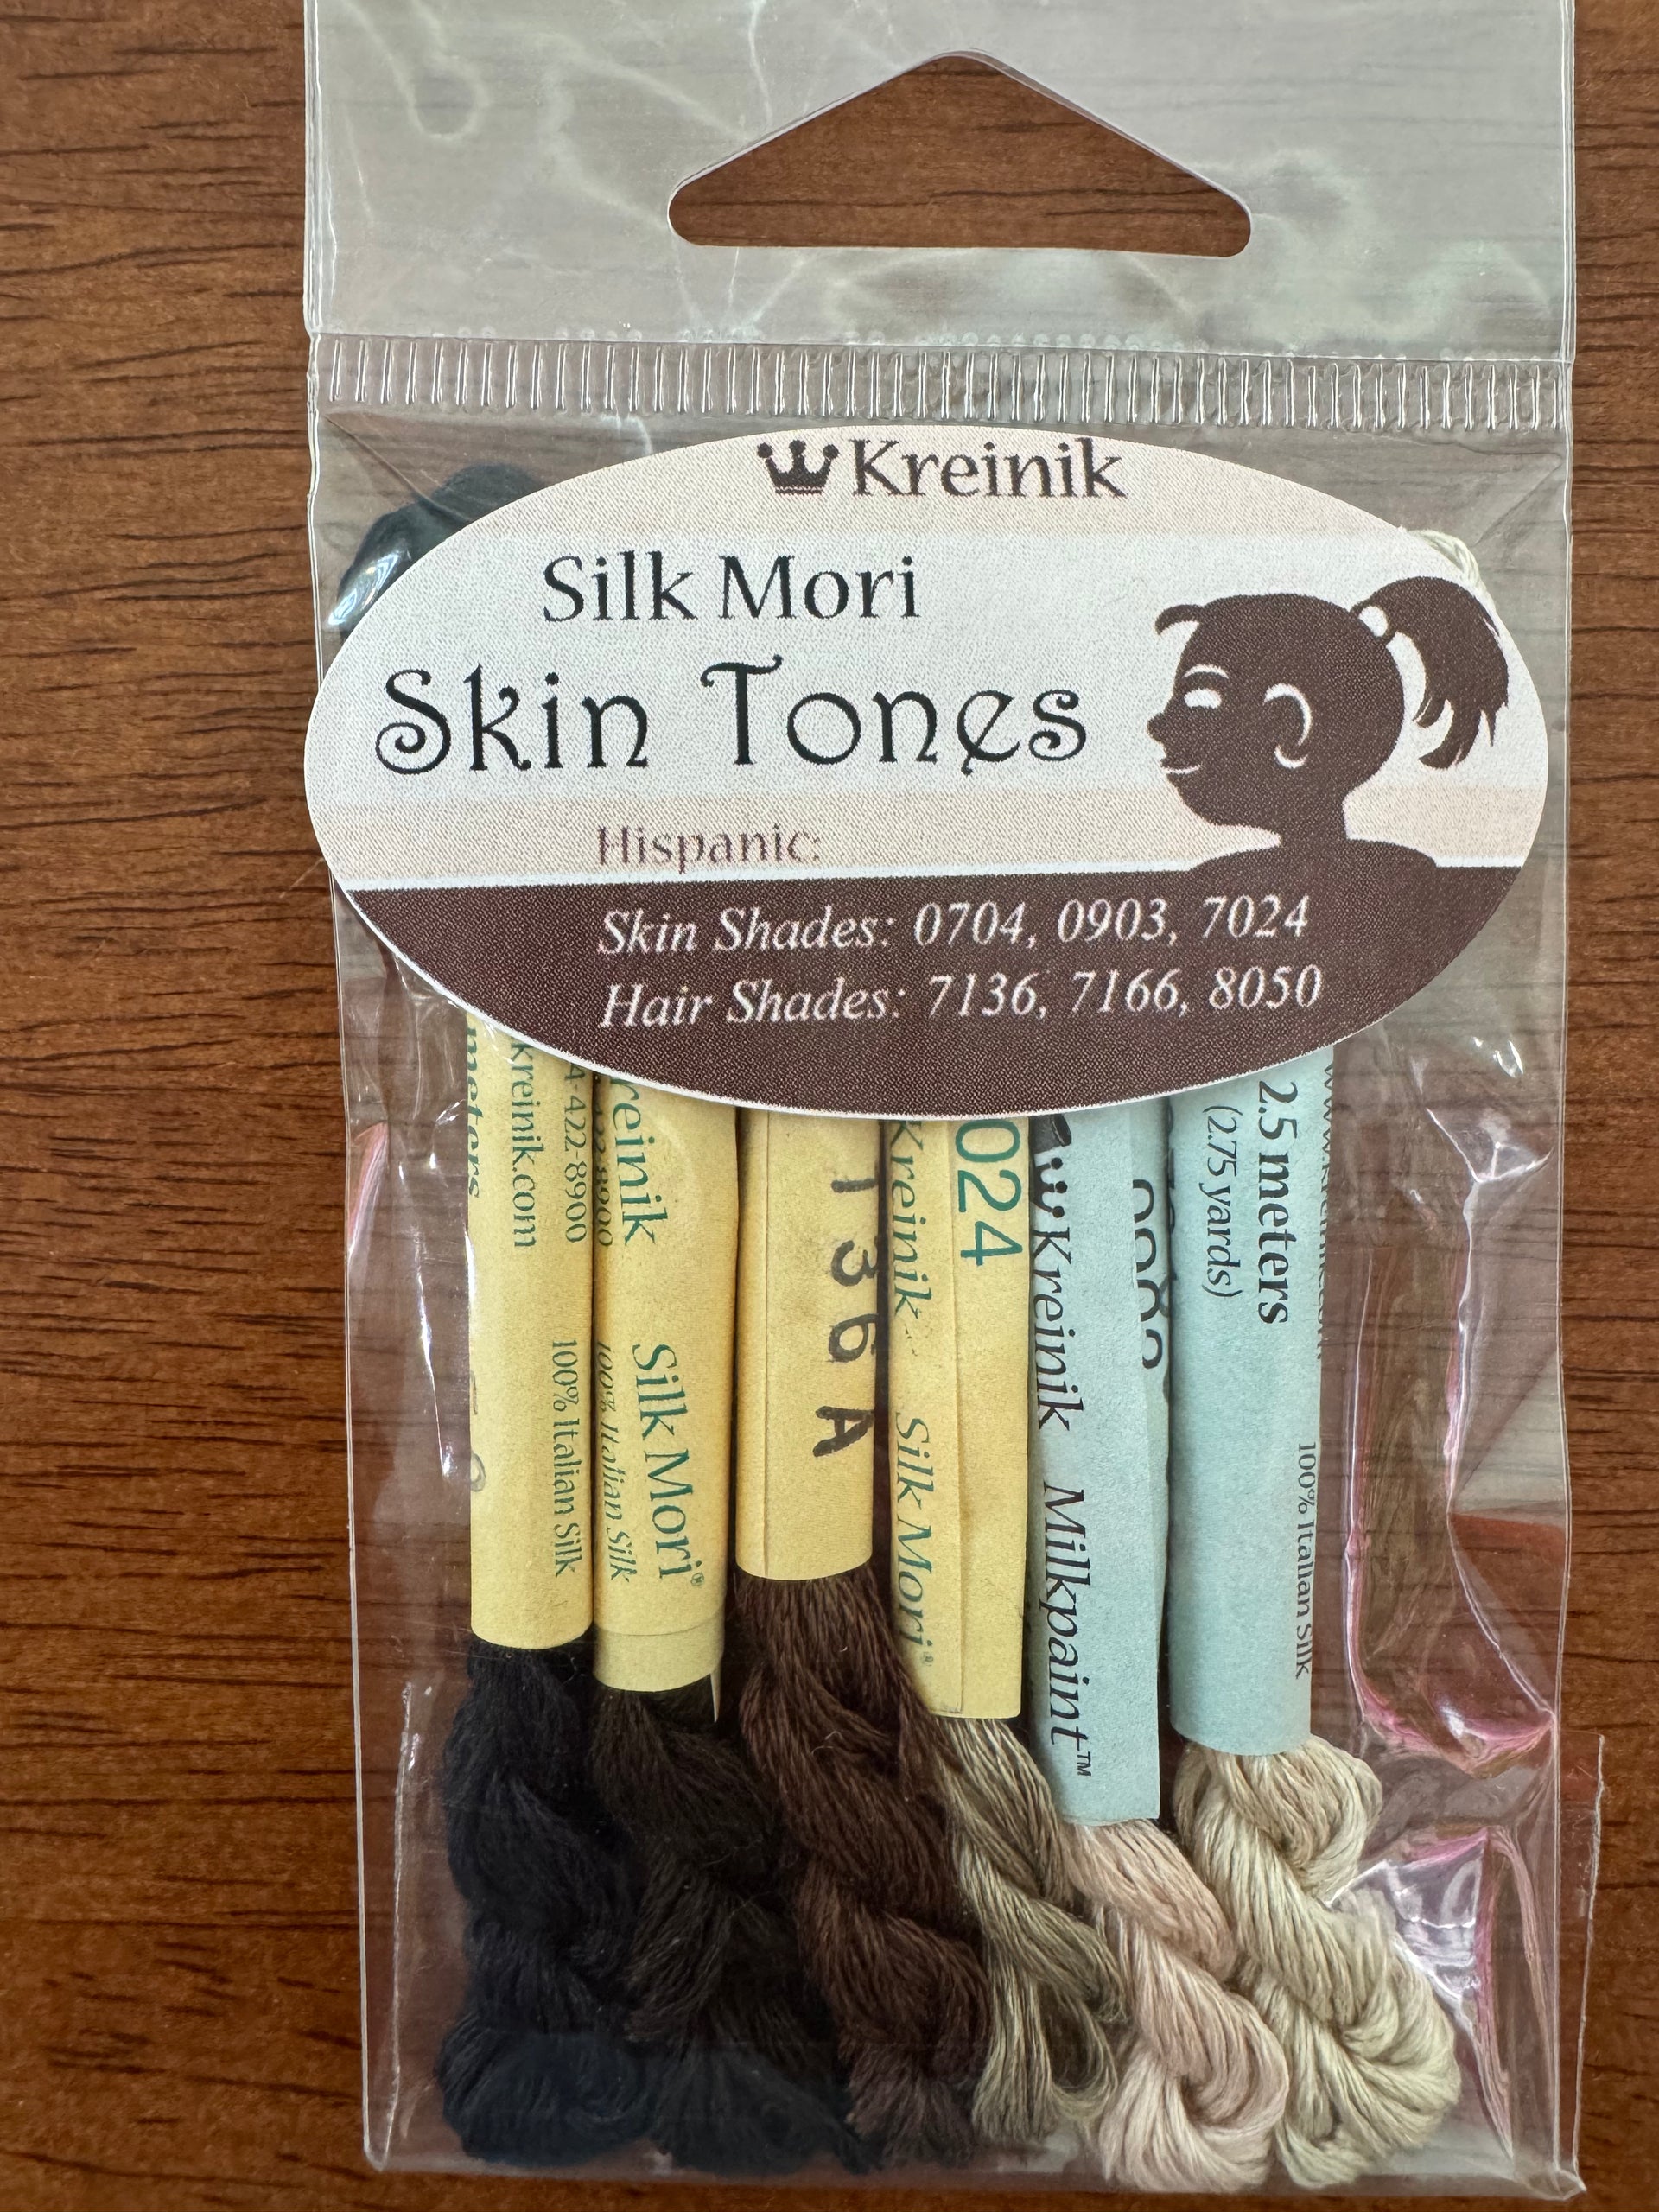 Kreinik
Silk Mori
Skin Tones
Hispanic:
Skin Shades: 0704, 0903, 7024
Hair Shades: 7136, 7166, 8050
meters
kreinik.com
4-422-8900
100% Italian Silk
reinik
Silk Mori®
100% Italian Silk
136A
024
Kreinik
Silk Mori®
Kreinik Milkpaint™
2.5 meters
(2.75 yards)
100% Italian Silk